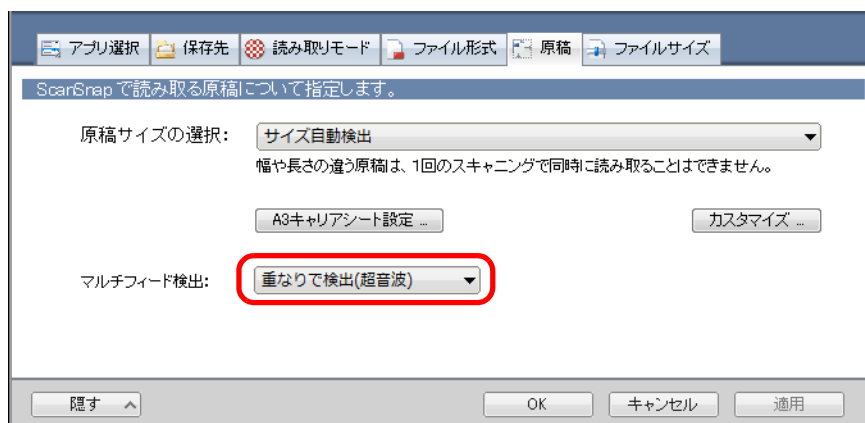 アプリ選択 保存先 読み取りモード ファイル形式 原稿 ファイルサイズ
ScanSnap で読み取る原稿について指定します。
原稿サイズの選択: サイズ自動検出
幅や長さの違う原稿は、1回のスキャニングで同時に読み取ることはできません。
A3キャリアシート設定 ... カスタマイズ ...
マルチフィード検出: 重なりで検出(超音波)
隠す OK キャンセル 適用